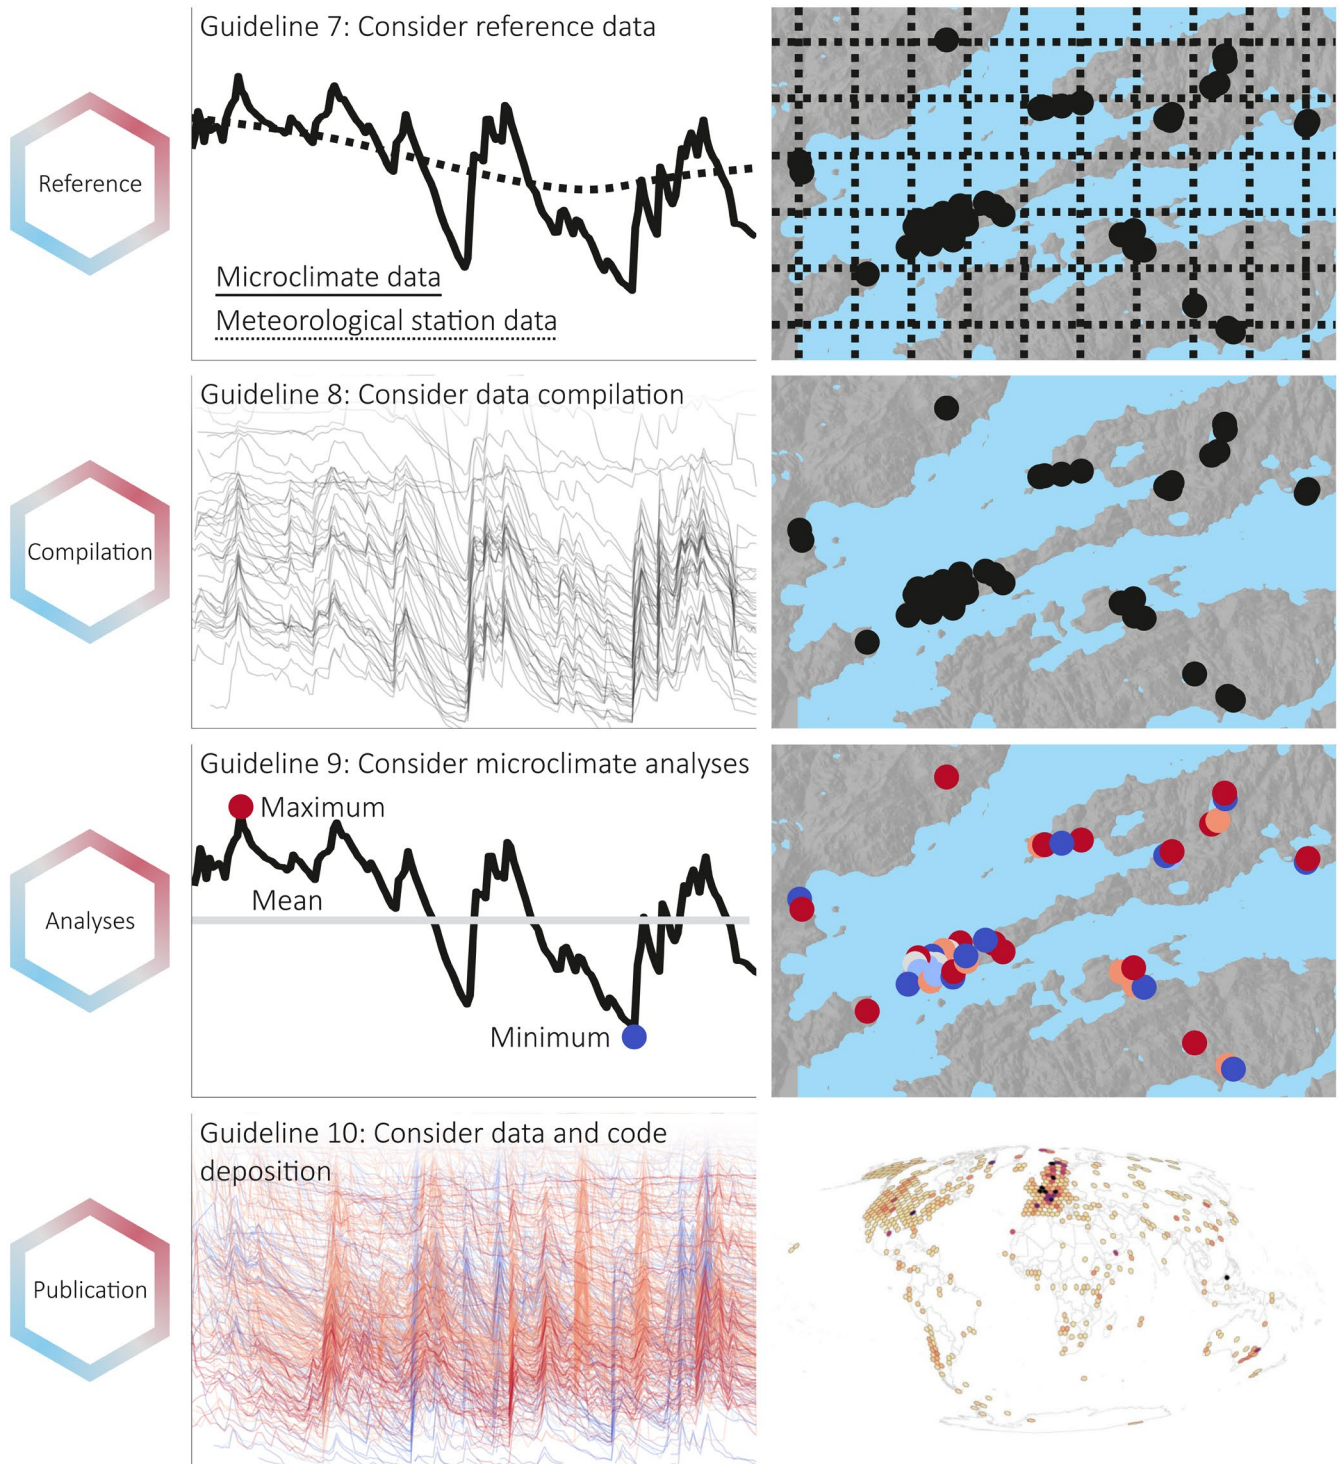 Guideline 7: Consider reference data
Reference
Microclimate data
Meteorological station data
Guideline 8: Consider data compilation
Compilation
Guideline 9: Consider microclimate analyses
Maximum
Analyses
Mean
Minimum
Guideline 10: Consider data and code
deposition
Publication